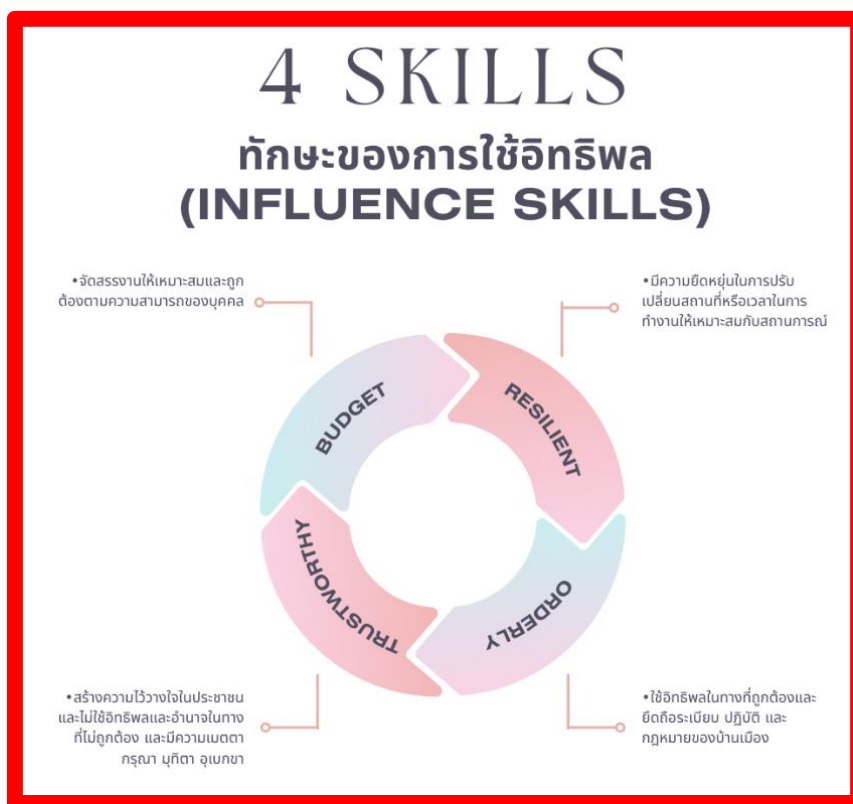 4 SKILLS
ทักษะของการใช้อิทธิพล
(INFLUENCE SKILLS)
•จัดสรรงานให้เหมาะสมและถูก
ต้องตามความสามารถของบุคคล
•มีความยืดหยุ่นในการปรับ
เปลี่ยนสถานที่หรือเวลาในการ
ทำงานให้เหมาะสมกับสถานการณ์
BUDGET
RESILIENT
TRUSTWORTHY
ORDERLY
•สร้างความไว้วางใจในประชาชน
และไม่ใช้อิทธิพลและอำนาจในทาง
ที่ไม่ถูกต้อง และมีความเมตตา
กรุณา มุทิตา อุเบกขา
•ใช้อิทธิพลในทางที่ถูกต้องและ
ยึดถือระเบียบ ปฏิบัติ และ
กฎหมายของบ้านเมือง